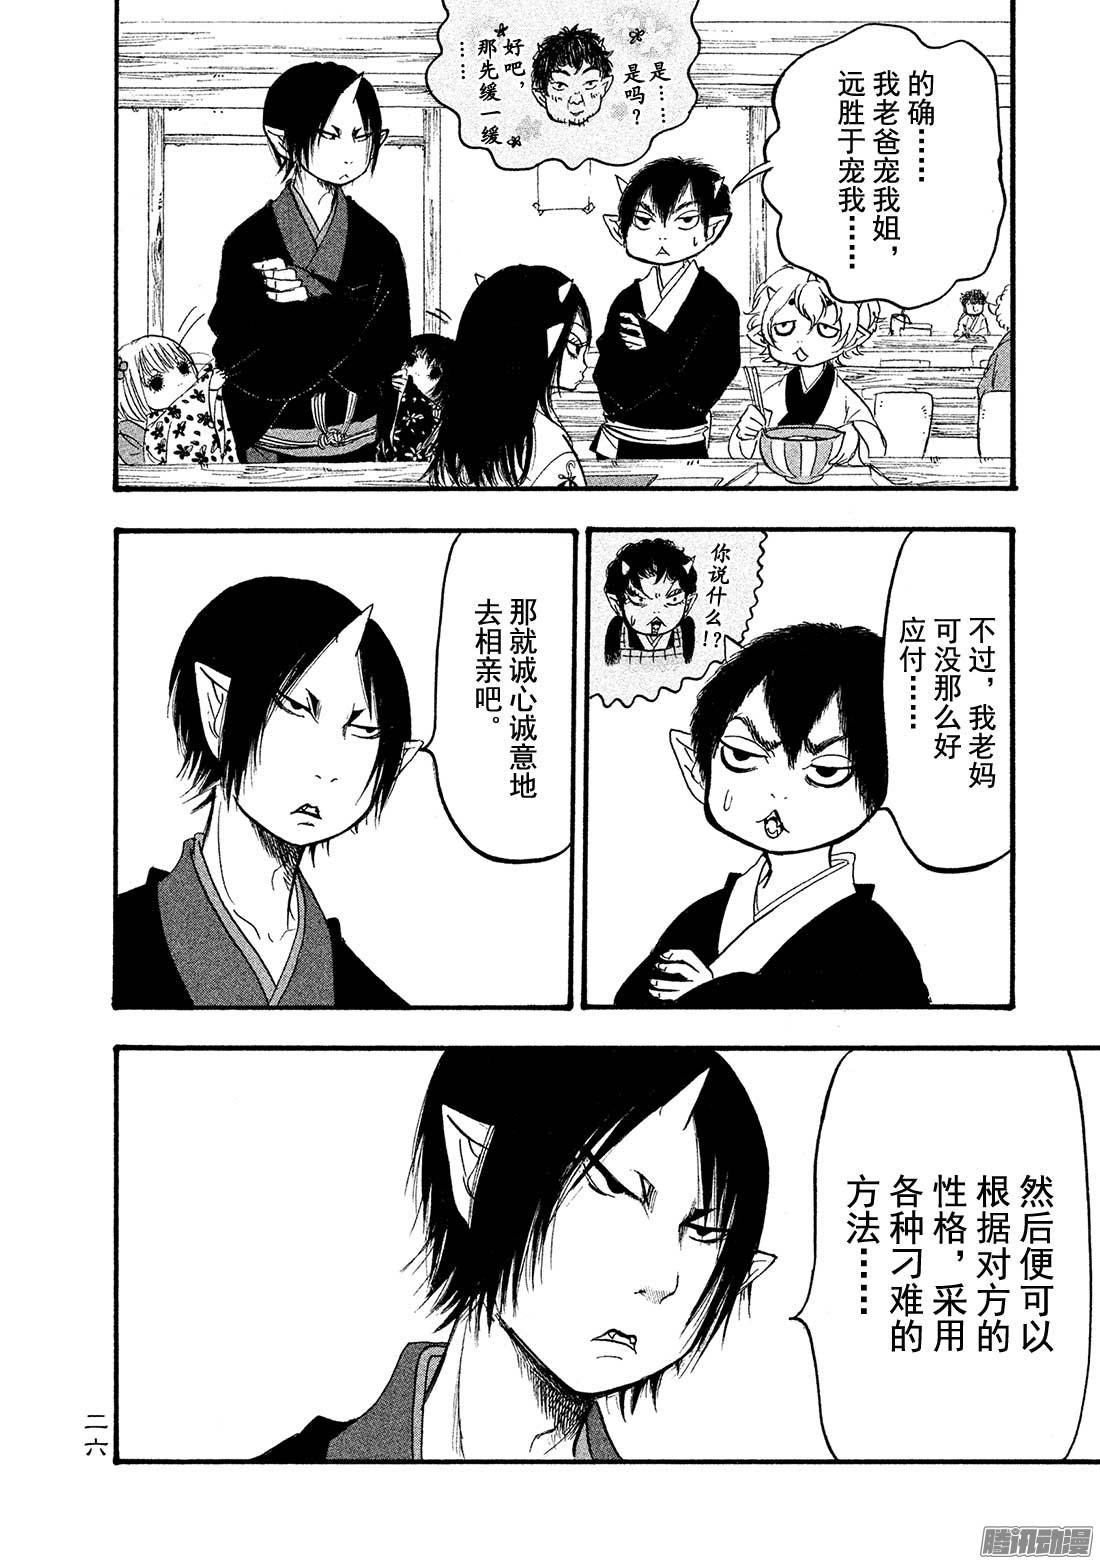 的确……
我老爸宠我姐，
远胜于宠我……
是……
是吗？
好吧，
那先缓一缓
……
不过，我老妈
可没那么好
应付……
你说什么!?
那就诚心诚意地
去相亲吧。
然后便可以
根据对方的
性格，采用
各种刁难的
方法……
二六
腾讯动漫